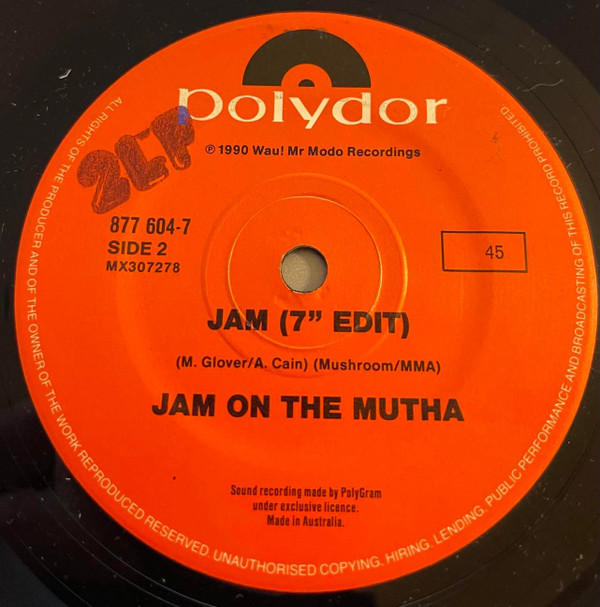 polydor
℗ 1990 Wau! Mr Modo Recordings
2LP
877 604-7
SIDE 2
MX307278
45
JAM (7” EDIT)
(M. Glover/A. Cain) (Mushroom/MMA)
JAM ON THE MUTHA
Sound recording made by PolyGram
under exclusive licence.
Made in Australia.
ALL RIGHTS OF THE PRODUCER AND OF THE OWNER OF THE WORK REPRODUCED RESERVED. UNAUTHORISED COPYING, HIRING, LENDING, PUBLIC PERFORMANCE AND BROADCASTING OF THIS RECORD PROHIBITED